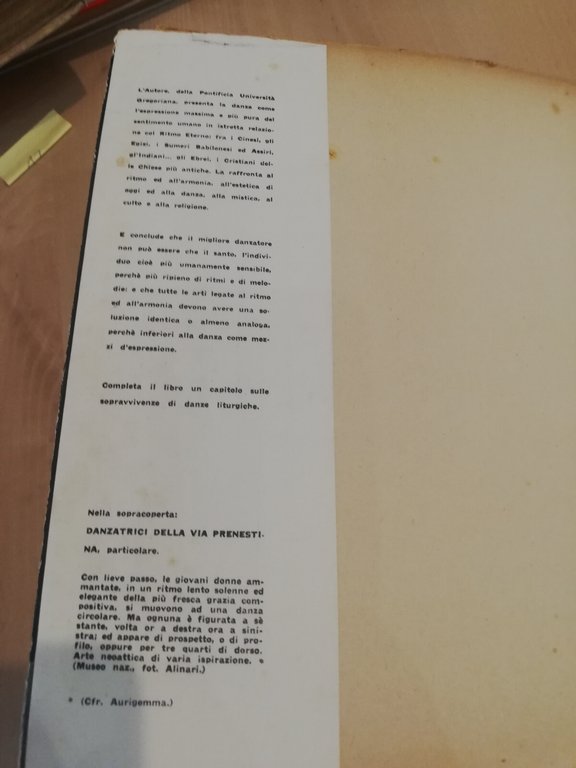 L'Autore, della Pontificia Università
Gregoriana, presenta la danza come
l'espressione massima e più pura del
sentimento umano in istretta relazio-
ne col Ritmo Eterno: fra i Cinesi, gli
Egizi, i Sumeri Babilonesi ed Assiri,
gl'Indiani..., gli Ebrei, i Cristiani del-
le Chiese più antiche. La raffronta al
ritmo ed all'armonia, all'estetica di
oggi ed alla danza, alla mistica, al
culto e alla religione.
E conclude che il migliore danzatore
non può essere che il santo, l'indivi-
duo cioè più umanamente sensibile,
perchè più ripieno di ritmi e di melo-
die: e che tutte le arti legate al ritmo
ed all'armonia devono avere una so-
luzione identica o almeno analoga,
perchè inferiori alla danza come mez-
zi d'espressione.
Completa il libro un capitolo sulle
sopravvivenze di danze liturgiche.
Nella sopracoperta:
DANZATRICI DELLA VIA PRENESTI-
NA, particolare.
Con lieve passo, le giovani donne am-
mantate, in un ritmo lento solenne ed
elegante della più fresca grazia com-
positiva, si muovono ad una danza
circolare. Ma ognuna è figurata a sè
stante, volta or a destra ora a sini-
stra; ed appare di prospetto, o di pro-
filo, oppure per tre quarti di dorso.
Arte neoattica di varia ispirazione. *
(Museo naz., fot. Alinari.)
* (Cfr. Aurigemma.)